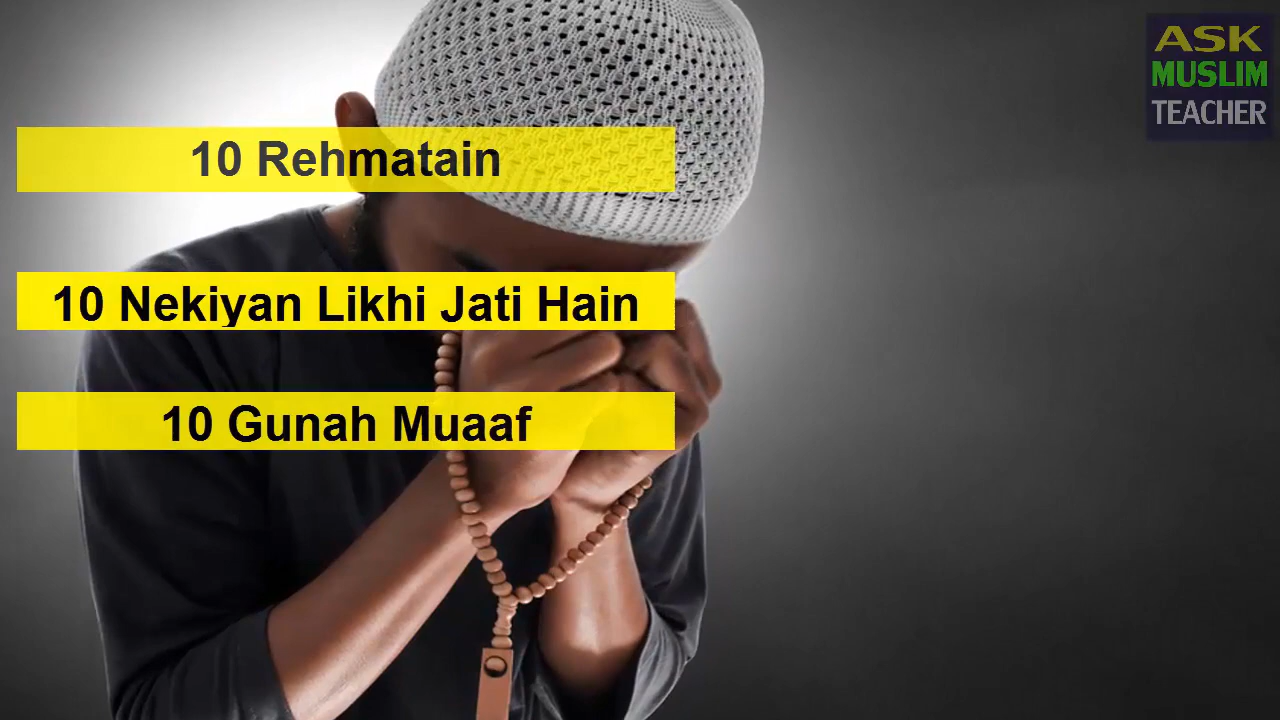 ASK
MUSLIM
TEACHER
10 Rehmatain
10 Nekiyan Likhi Jati Hain
10 Gunah Muaaf